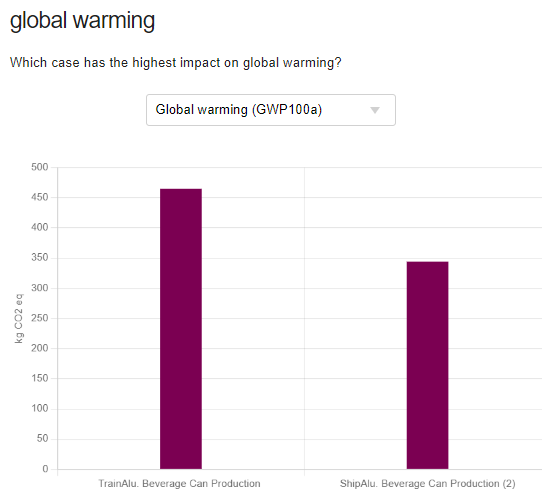 global warming
Which case has the highest impact on global warming?
Global warming (GWP100a)
500
450
400
350
300
250
200
150
100
50
0
kg CO2 eq
TrainAlu. Beverage Can Production
ShipAlu. Beverage Can Production (2)